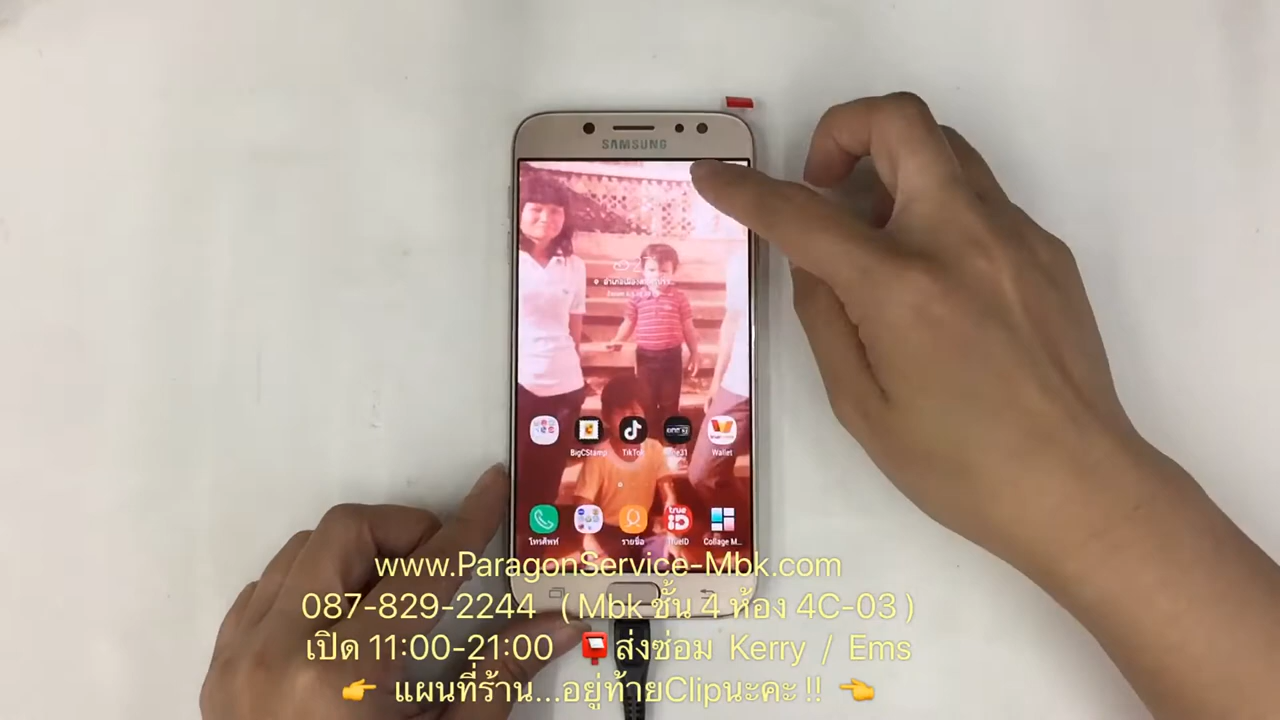 SAMSUNG
BigCStamp
TikTok
Wallet
โทรศัพท์
รายชื่อ
true
iD
TrueID
Collage M...
www.ParagonService-Mbk.com
087-829-2244 ( Mbk ชั้น 4 ห้อง 4C-03 )
เปิด 11:00-21:00 📮ส่งซ่อม Kerry / Ems
👉 แผนที่ร้าน...อยู่ท้ายClipนะคะ !! 👈